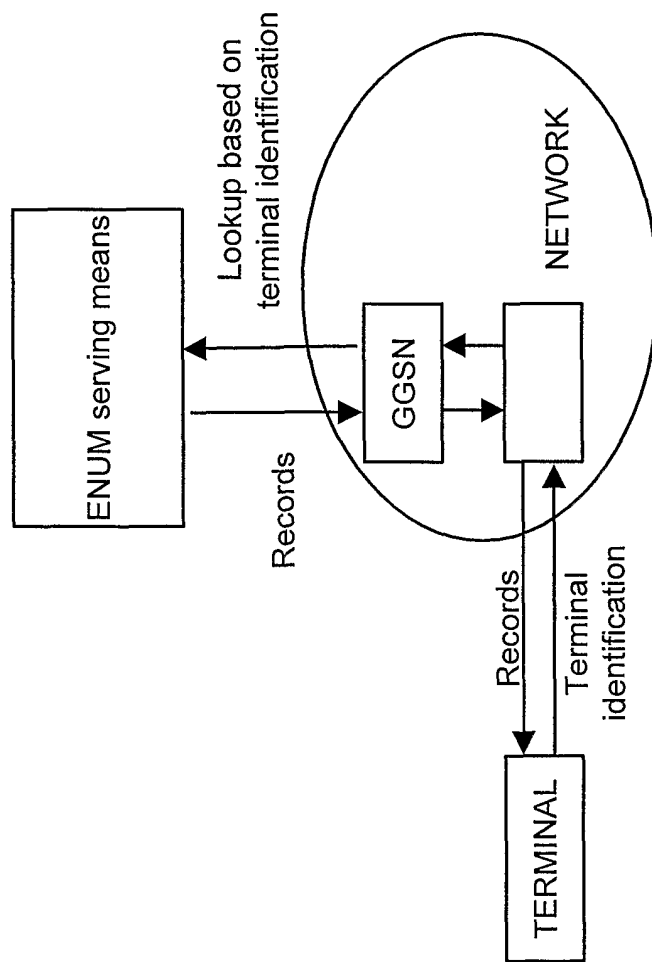 ENUM serving means
Lookup based on
terminal identification
Records
GGSN
NETWORK
Records
Terminal
identification
TERMINAL